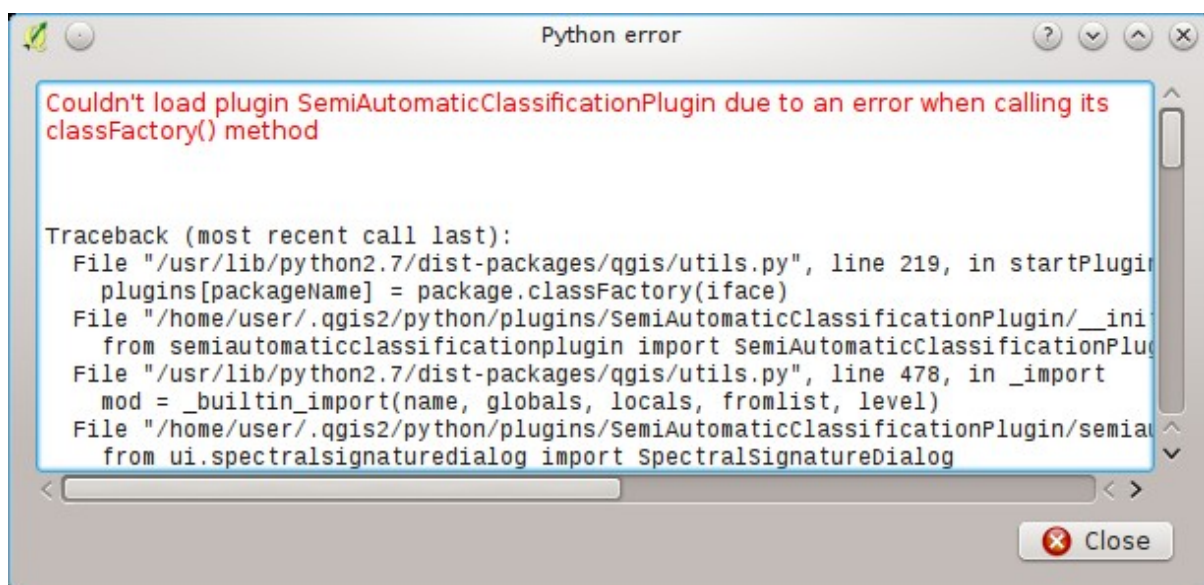 Python error
Couldn't load plugin SemiAutomaticClassificationPlugin due to an error when calling its
classFactory() method
Traceback (most recent call last):
File "/usr/lib/python2.7/dist-packages/qgis/utils.py", line 219, in startPlugin
plugins[packageName] = package.classFactory(iface)
File "/home/user/.qgis2/python/plugins/SemiAutomaticClassificationPlugin/__ini
from semiautomaticclassificationplugin import SemiAutomaticClassificationPlug
File "/usr/lib/python2.7/dist-packages/qgis/utils.py", line 478, in _import
mod = _builtin_import(name, globals, locals, fromlist, level)
File "/home/user/.qgis2/python/plugins/SemiAutomaticClassificationPlugin/semiau
from ui.spectralsignaturedialog import SpectralSignatureDialog
Close